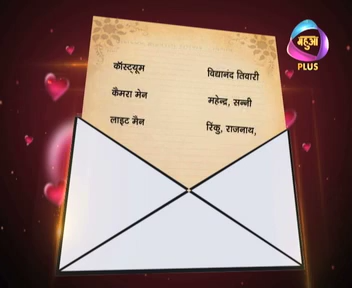 महुआ
PLUS
कॉस्ट्यूम विद्यानंद तिवारी
कैमरा मेन महेन्द्र, सन्नी
लाइट मैन रिंकु, राजनाथ,